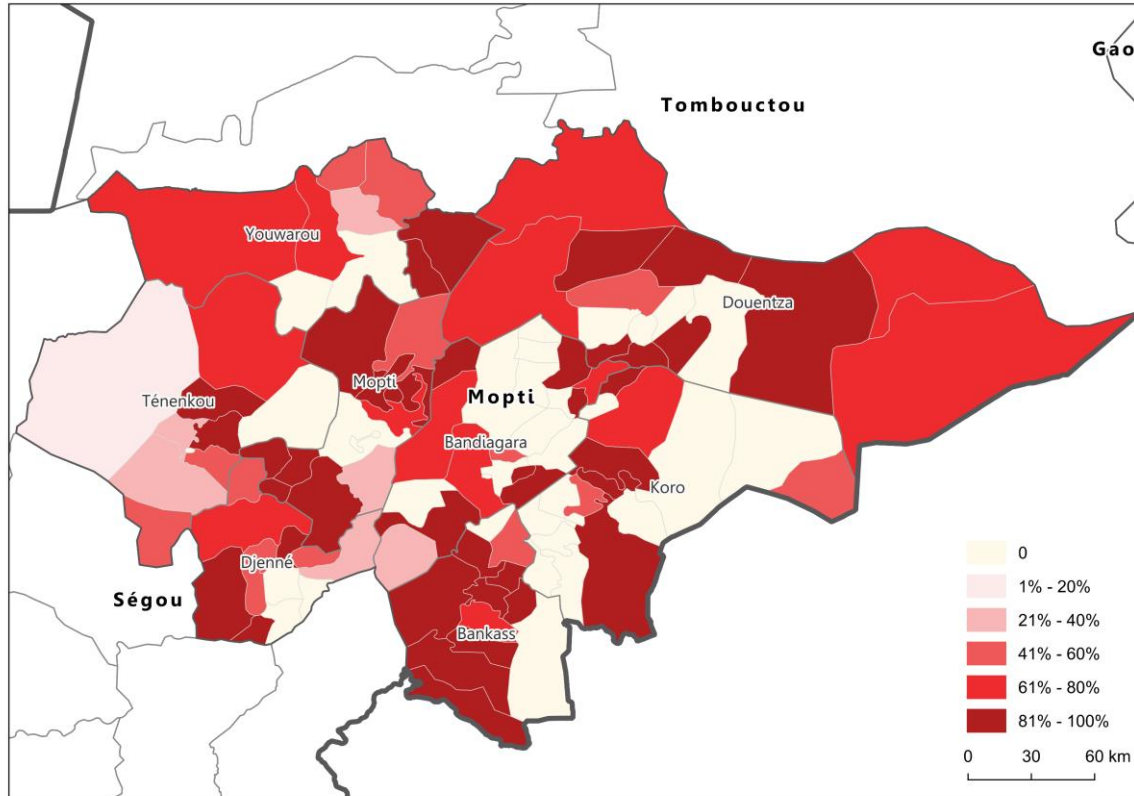 Gao
Tombouctou
Youwarou
Douentza
Mopti
Ténenkou
Mopti
Bandiagara
Koro
Djenné
Ségou
Bankass
0
1% - 20%
21% - 40%
41% - 60%
61% - 80%
81% - 100%
0 30 60 km